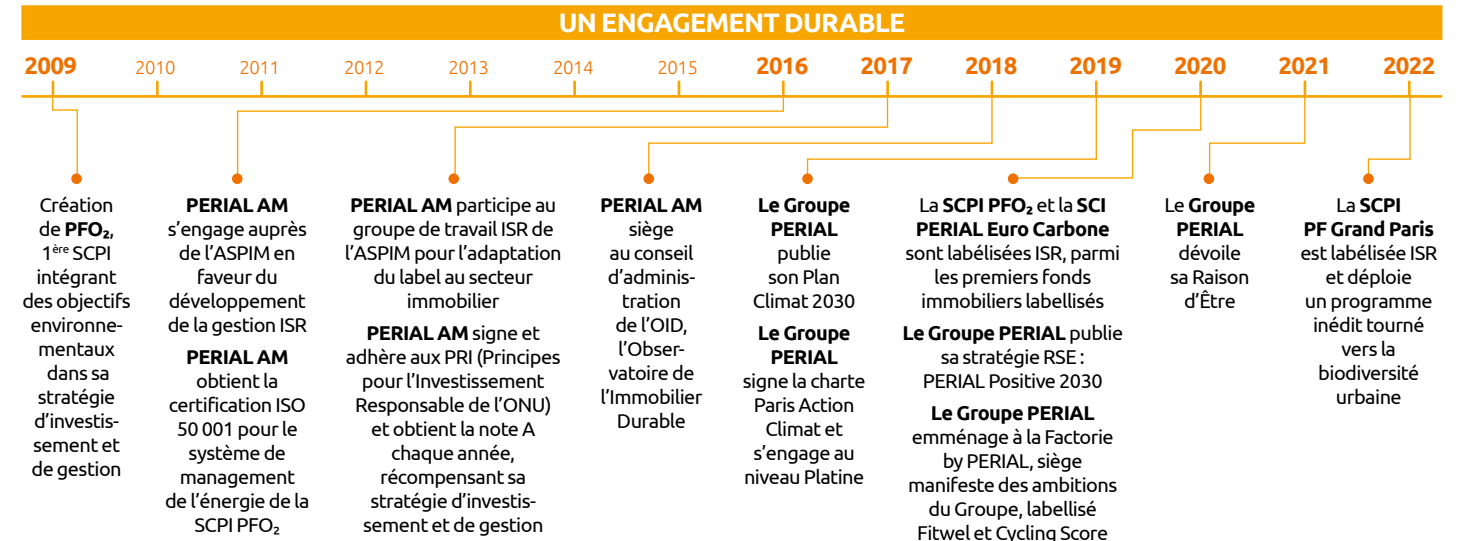 UN ENGAGEMENT DURABLE
2009 2010 2011 2012 2013 2014 2015 2016 2017 2018 2019 2020 2021 2022
Création
de PFO₂,
1ère SCPI
intégrant
des objectifs
environne-
mentaux
dans sa
stratégie
d’investis-
sement et
de gestion
PERIAL AM
s’engage auprès
de l’ASPIM en
faveur du
développement
de la gestion ISR
PERIAL AM
obtient la
certification ISO
50 001 pour le
système de
management
de l’énergie de la
SCPI PFO₂
PERIAL AM participe au
groupe de travail ISR de
l’ASPIM pour l’adaptation
du label au secteur
immobilier
PERIAL AM signe et
adhère aux PRI (Principes
pour l’Investissement
Responsable de l’ONU)
et obtient la note A
chaque année,
récompensant sa
stratégie d’investis-
sement et de gestion
PERIAL AM
siège
au conseil
d’adminis-
tration
de l’OID,
l’Obser-
vatoire de
l’Immobilier
Durable
Le Groupe
PERIAL
publie
son Plan
Climat 2030
Le Groupe
PERIAL
signe la charte
Paris Action
Climat et
s’engage au
niveau Platine
La SCPI PFO₂ et la SCI
PERIAL Euro Carbone
sont labélisées ISR, parmi
les premiers fonds
immobiliers labellisés
Le Groupe PERIAL publie
sa stratégie RSE :
PERIAL Positive 2030
Le Groupe PERIAL
emménage à la Factorie
by PERIAL, siège
manifeste des ambitions
du Groupe, labellisé
Fitwel et Cycling Score
Le Groupe
PERIAL
dévoile
sa Raison
d’Être
La SCPI
PF Grand Paris
est labélisée ISR
et déploie
un programme
inédit tourné
vers la
biodiversité
urbaine